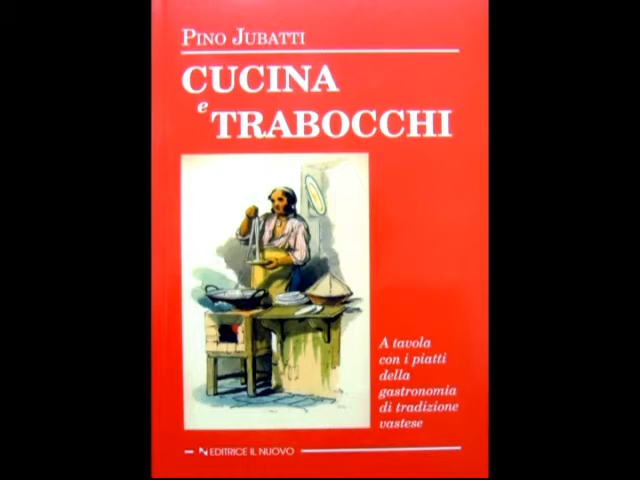 PINO JUBATTI
CUCINA
e TRABOCCHI
A tavola
con i piatti
della
gastronomia
di tradizione
vastese
EDITRICE IL NUOVO